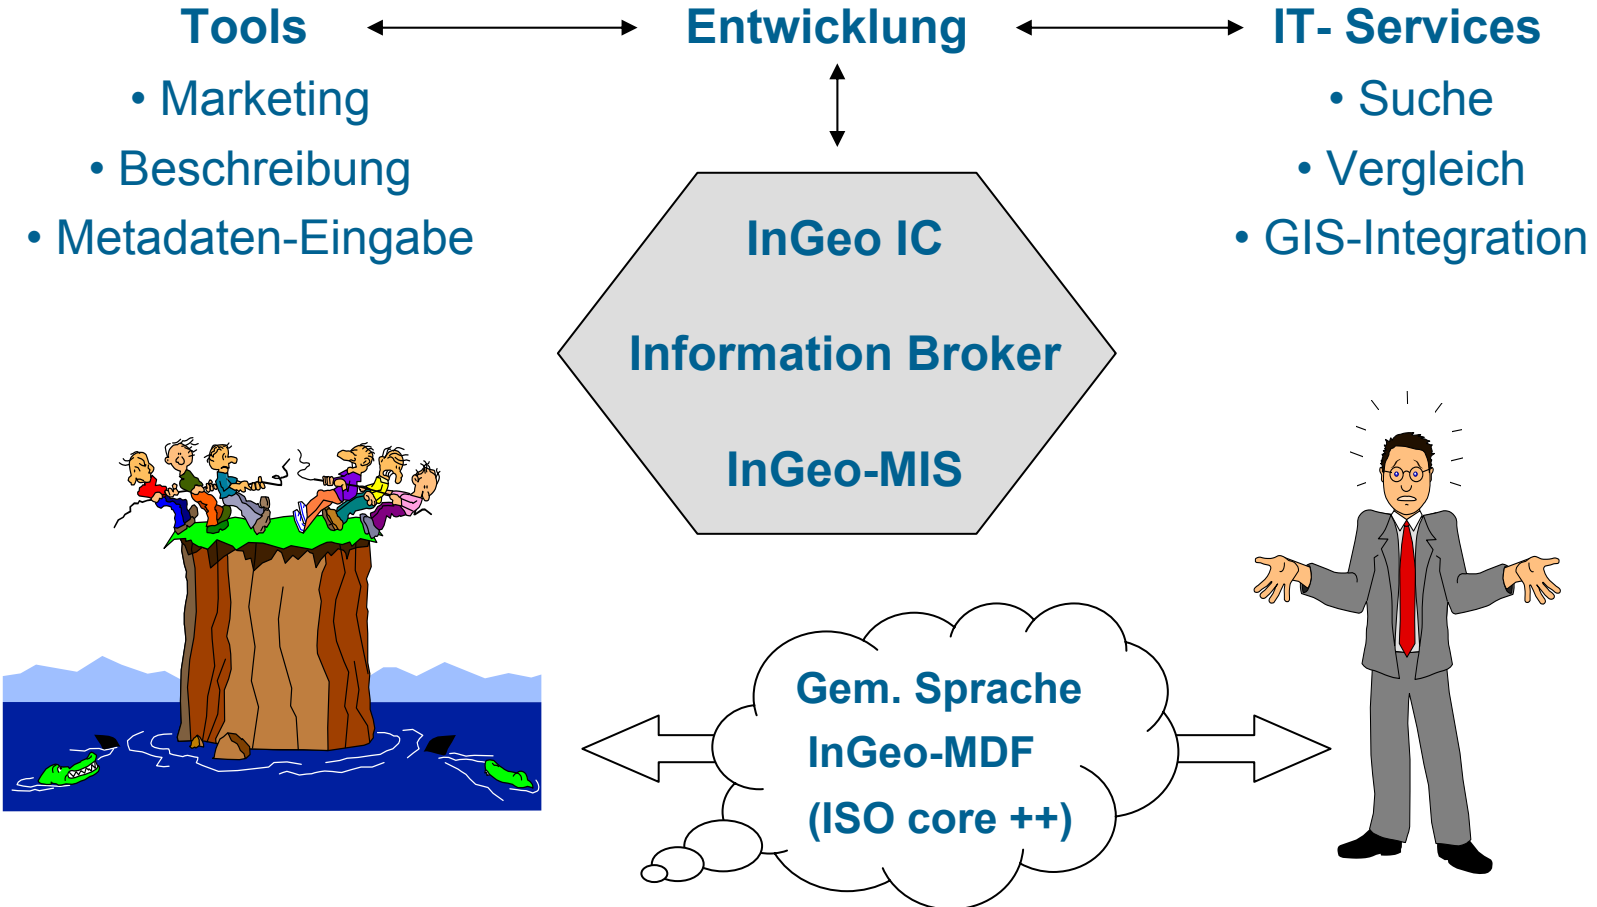 Tools
• Marketing
• Beschreibung
• Metadaten-Eingabe
Entwicklung
InGeo IC
Information Broker
InGeo-MIS
IT- Services
• Suche
• Vergleich
• GIS-Integration
Gem. Sprache
InGeo-MDF
(ISO core ++)